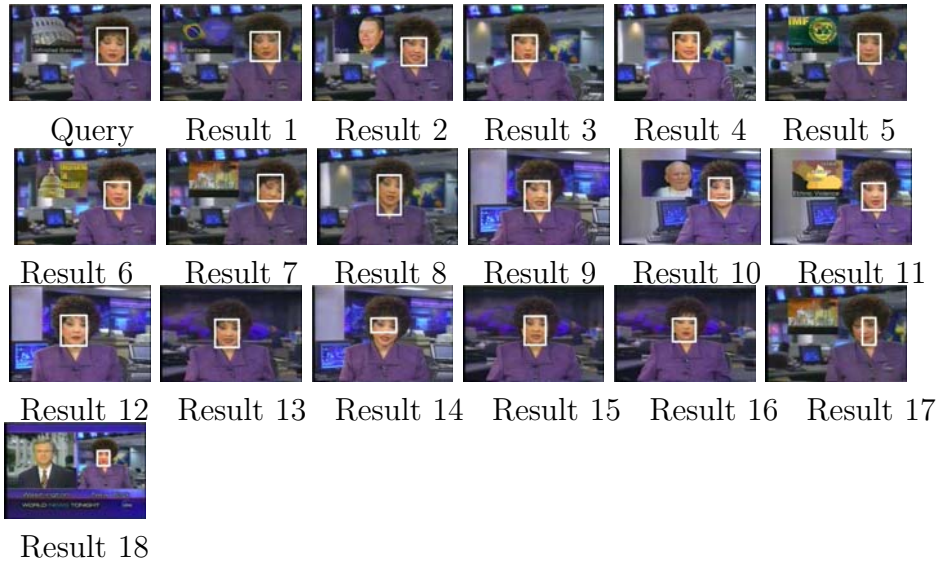 Query Result 1 Result 2 Result 3 Result 4 Result 5
IMF
Elections
Result 6 Result 7 Result 8 Result 9 Result 10 Result 11
Result 12 Result 13 Result 14 Result 15 Result 16 Result 17
WORLD NEWS TONIGHT
Result 18